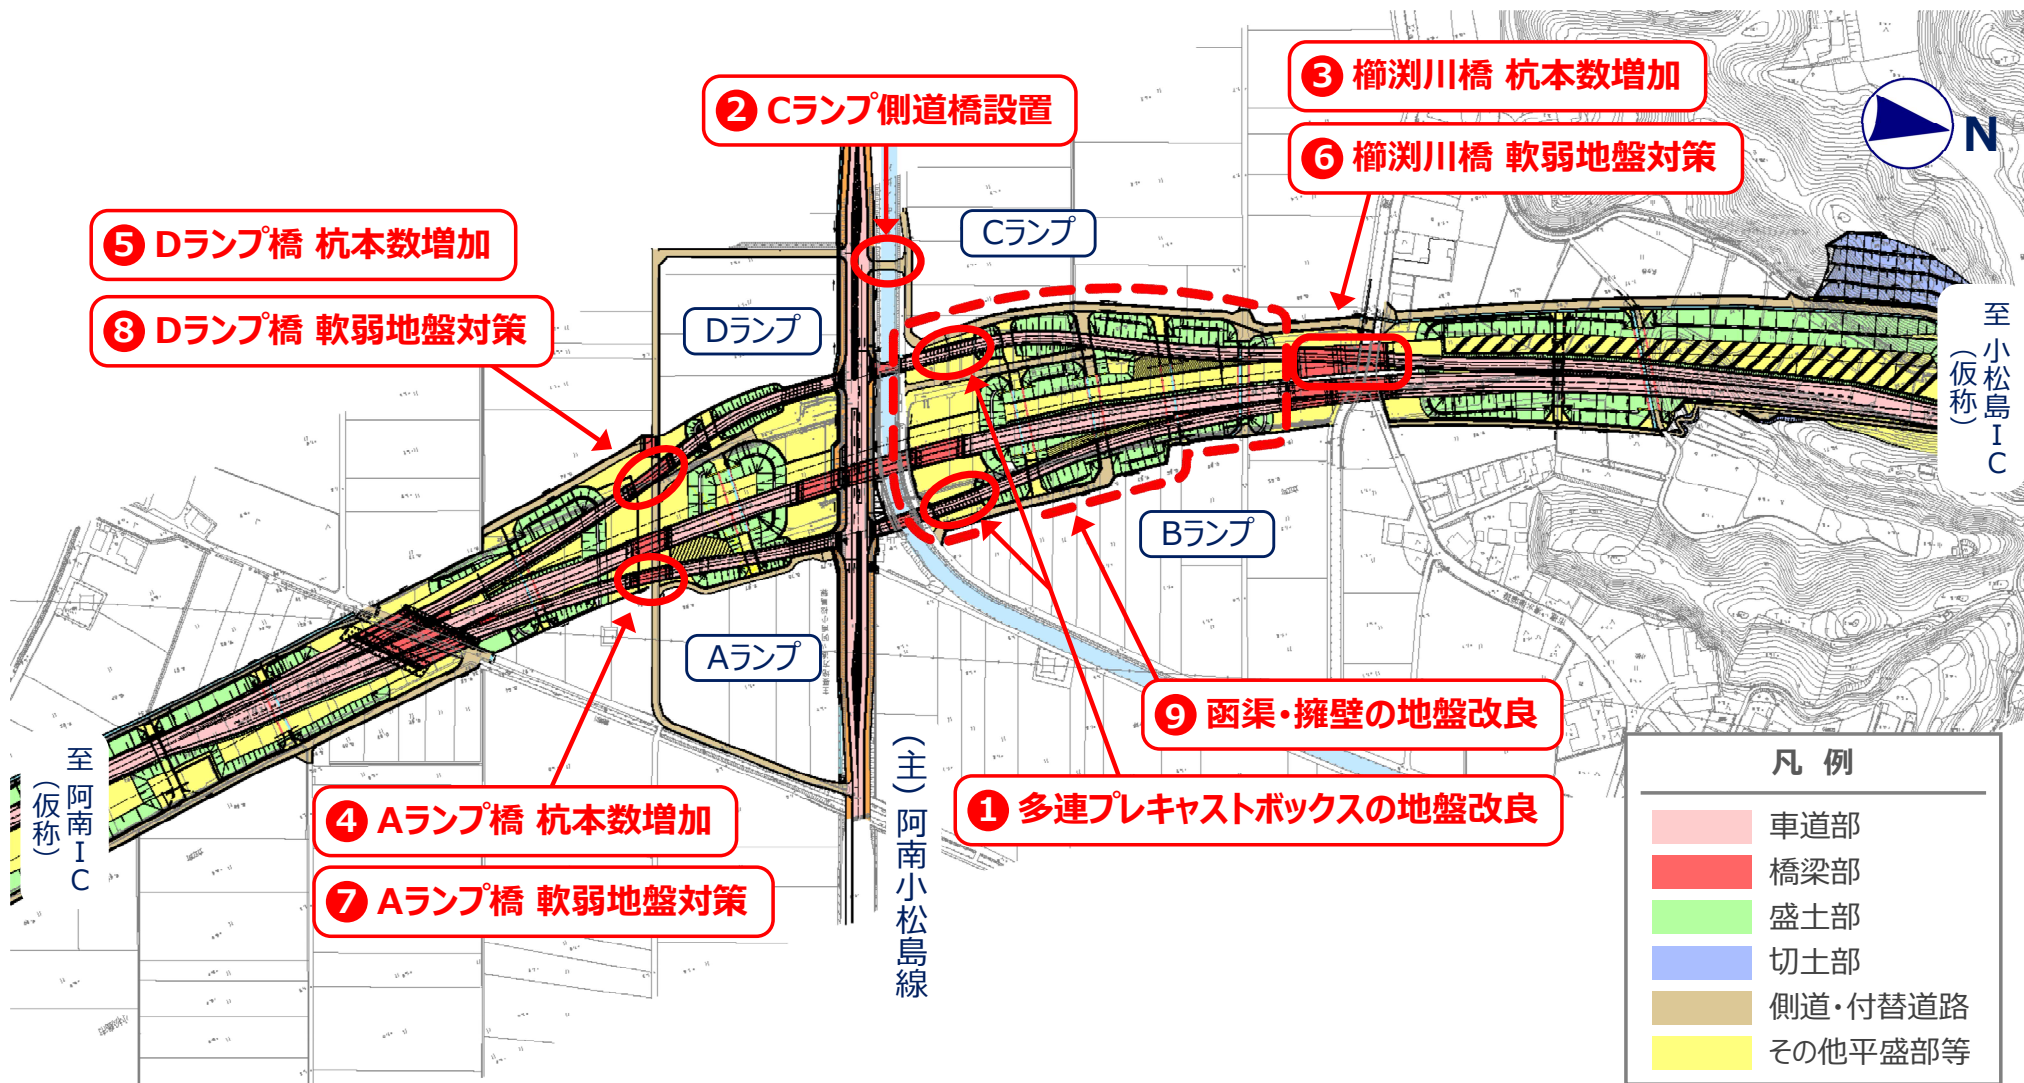 ❸ 櫛渕川橋 杭本数増加
❷ Cランプ側道橋設置
N
❻ 櫛渕川橋 軟弱地盤対策
❺ Dランプ橋 杭本数増加
Cランプ
❽ Dランプ橋 軟弱地盤対策
Dランプ
至 小松島IC
(仮称)
Bランプ
Aランプ
❾ 函渠・擁壁の地盤改良
至 阿南IC
(仮称)
(主)阿南小松島線
❹ Aランプ橋 杭本数増加
❶ 多連プレキャストボックスの地盤改良
❼ Aランプ橋 軟弱地盤対策
凡 例
車道部
橋梁部
盛土部
切土部
側道・付替道路
その他平盛部等